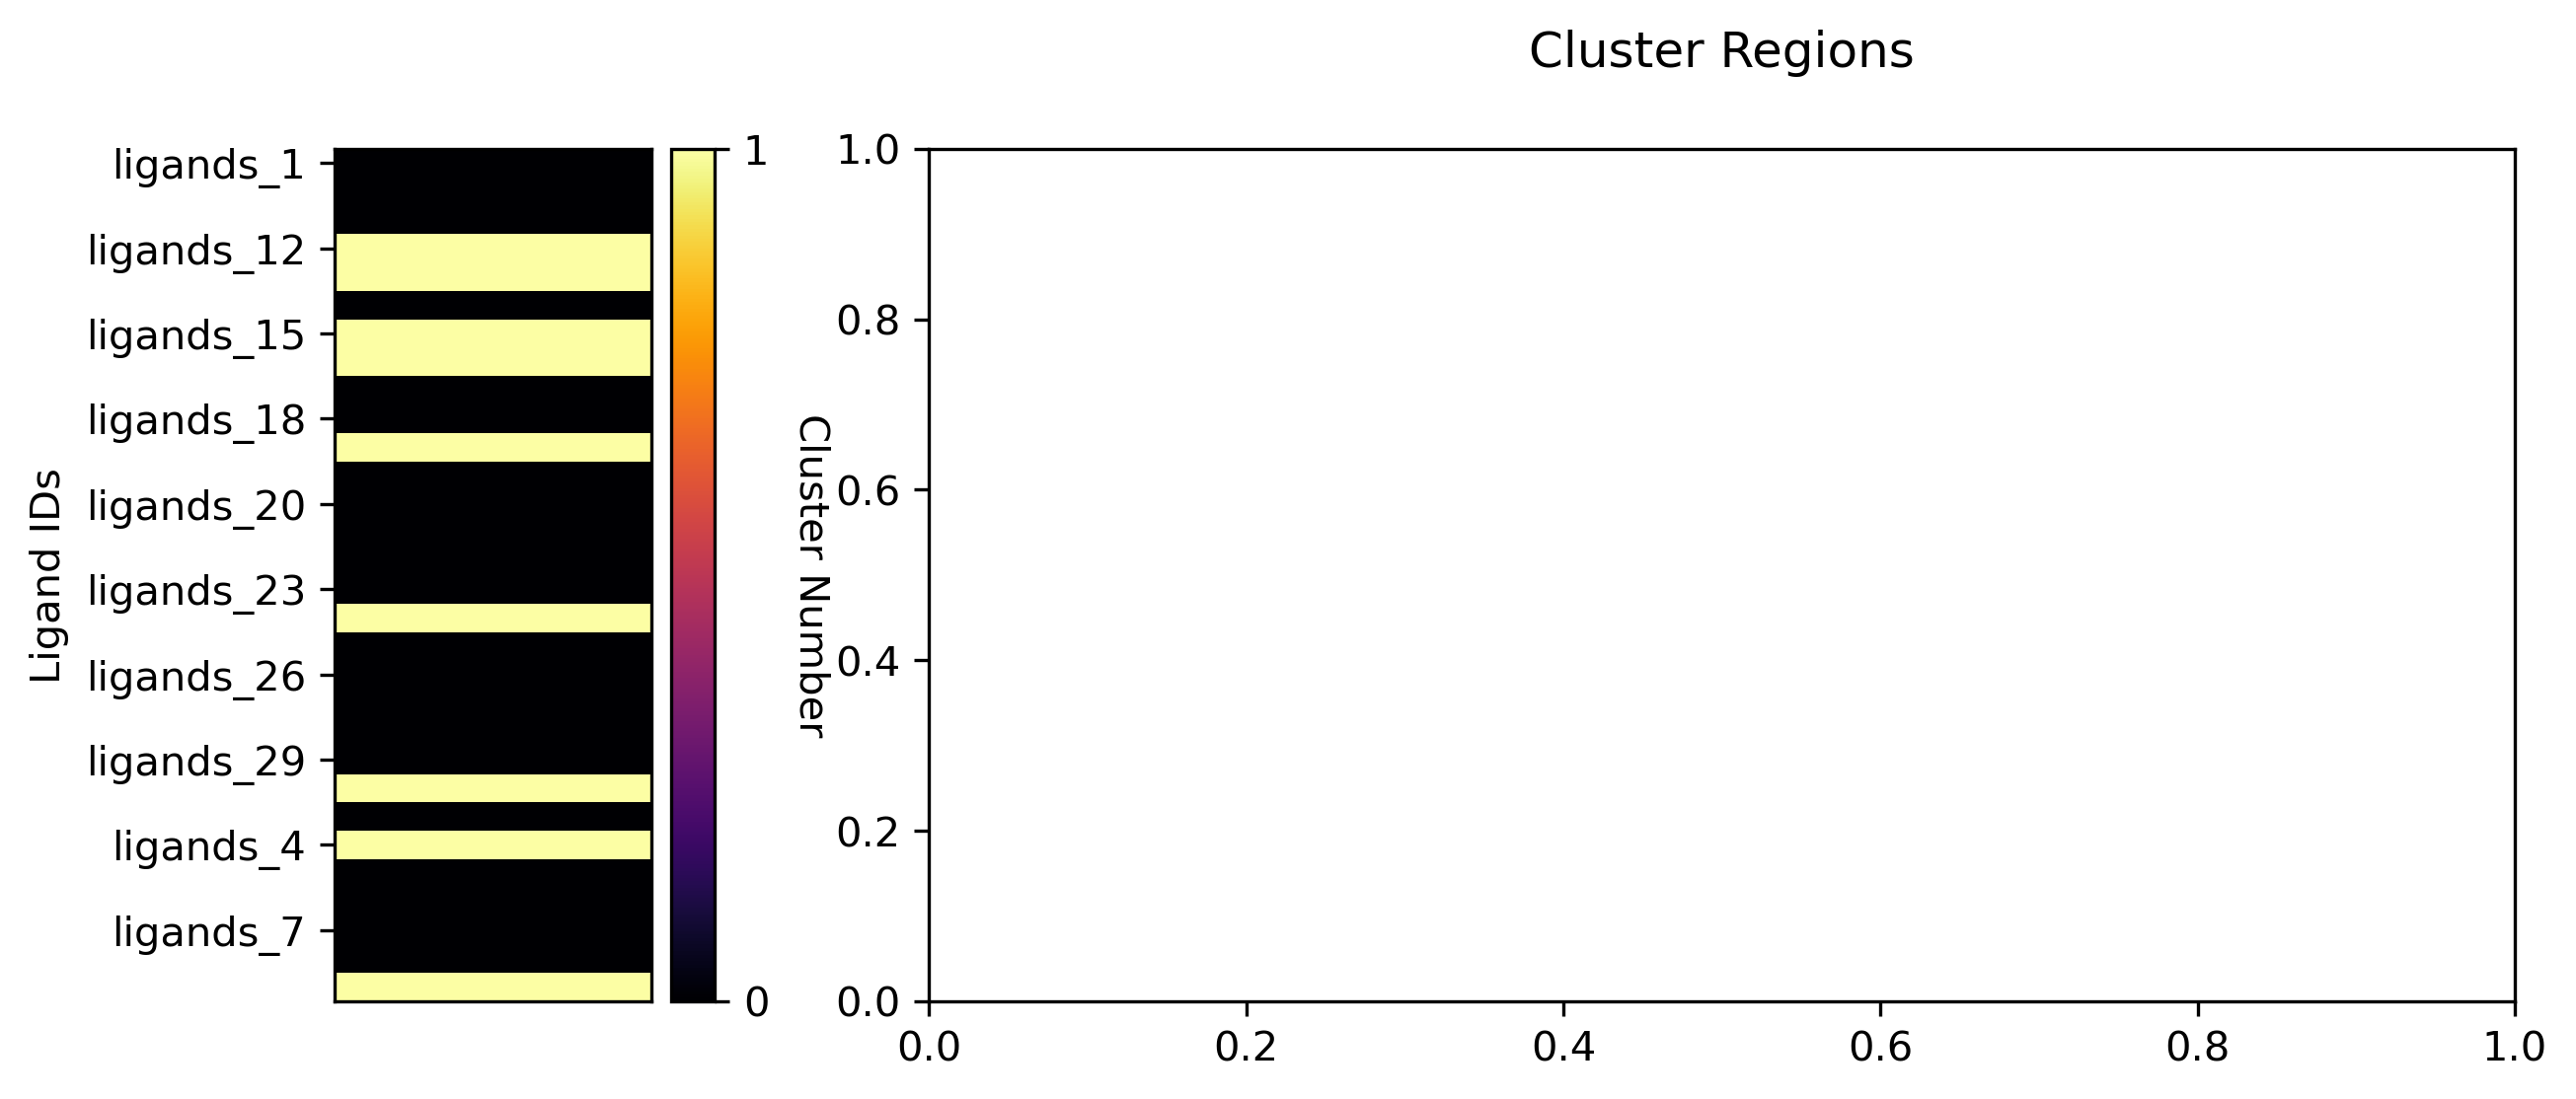 Cluster Regions
Ligand IDs
ligands_1
ligands_12
ligands_15
ligands_18
ligands_20
ligands_23
ligands_26
ligands_29
ligands_4
ligands_7
1
0
Cluster Number
1.0
0.8
0.6
0.4
0.2
0.0
0.0 0.2 0.4 0.6 0.8 1.0